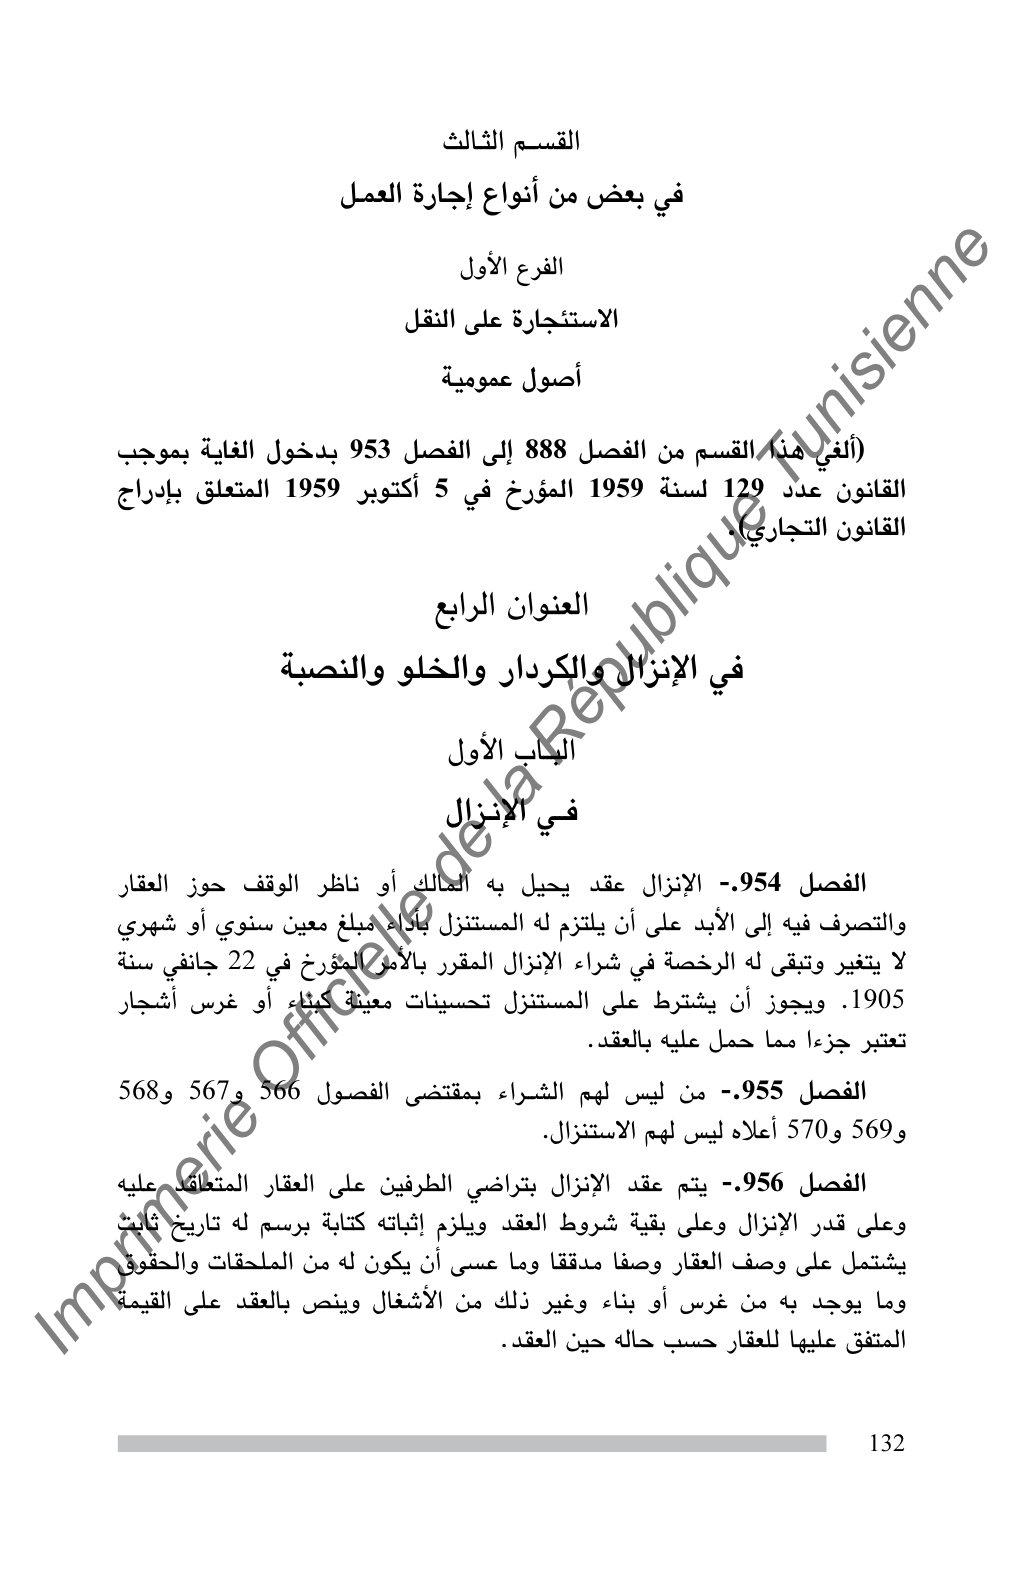 القسم الثالث
في بعض من أنواع إجارة العمل
الفرع الأول
الاستئجارة على النقل
أصول عمومية
(ألغي هذا القسم من الفصل 888 إلى الفصل 953 بدخول الغاية بموجب
القانون عدد 129 لسنة 1959 المؤرخ في 5 أكتوبر 1959 المتعلق بإدراج
القانون التجاري).
العنوان الرابع
في الإنزال والكردار والخلو والنصبة
الباب الأول
في الإنزال
الفصل 954.- الإنزال عقد يحيل به المالك أو ناظر الوقف حوز العقار
والتصرف فيه إلى الأبد على أن يلتزم له المستنزل بأداء مبلغ معين سنوي أو شهري
لا يتغير وتبقى له الرخصة في شراء الإنزال المقرر بالأمر المؤرخ في 22 جانفي سنة
1905. ويجوز أن يشترط على المستنزل تحسينات معينة كبناء أو غرس أشجار
تعتبر جزءا مما حمل عليه بالعقد.
الفصل 955.- من ليس لهم الشراء بمقتضى الفصول 566 و567 و568
و569 و570 أعلاه ليس لهم الاستنزال.
الفصل 956.- يتم عقد الإنزال بتراضي الطرفين على العقار المتعاقد عليه
وعلى قدر الإنزال وعلى بقية شروط العقد ويلزم إثباته كتابة برسم له تاريخ ثابت
يشتمل على وصف العقار وصفا مدققا وما عسى أن يكون له من الملحقات والحقوق
وما يوجد به من غرس أو بناء وغير ذلك من الأشغال وينص بالعقد على القيمة
المتفق عليها للعقار حسب حاله حين العقد.
132
Imprimerie Officielle de la République Tunisienne